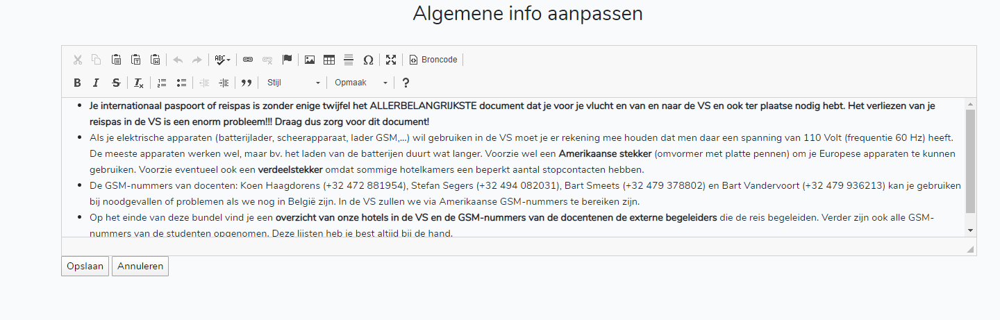 Algemene info aanpassen
ABC
Broncode
Stijl
Opmaak
Je internationaal paspoort of reispas is zonder enige twijfel het ALLERBELANGRIJKSTE document dat je voor je vlucht en van en naar de VS en ook ter plaatse nodig hebt. Het verliezen van je
reispas in de VS is een enorm probleem!!! Draag dus zorg voor dit document!
Als je elektrische apparaten (batterijlader, scheerapparaat, lader GSM,...) wil gebruiken in de VS moet je er rekening mee houden dat men daar een spanning van 110 Volt (frequentie 60 Hz) heeft.
De meeste apparaten werken wel, maar bv. het laden van de batterijen duurt wat langer. Voorzie wel een Amerikaanse stekker (omvormer met platte pennen) om je Europese apparaten te kunnen
gebruiken. Voorzie eventueel ook een verdeelstekker omdat sommige hotelkamers een beperkt aantal stopcontacten hebben.
De GSM-nummers van docenten: Koen Haagdorens (+32 472 881954), Stefan Segers (+32 494 082031), Bart Smeets (+32 479 378802) en Bart Vandervoort (+32 479 936213) kan je gebruiken
bij noodgevallen of problemen als we nog in België zijn. In de VS zullen we via Amerikaanse GSM-nummers te bereiken zijn.
Op het einde van deze bundel vind je een overzicht van onze hotels in de VS en de GSM-nummers van de docentenen de externe begeleiders die de reis begeleiden. Verder zijn ook alle GSM-
nummers van de studenten opgenomen. Deze lijsten heb je best altijd bij de hand.
Opslaan Annuleren